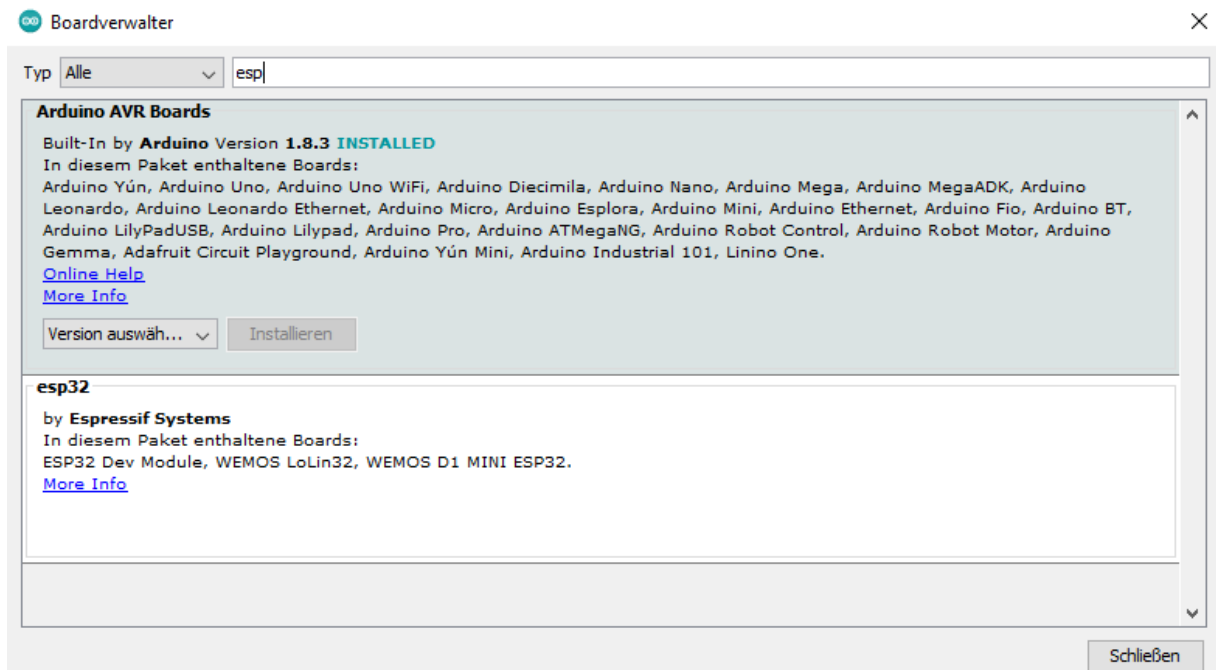 Boardverwalter
Typ Alle esp
Arduino AVR Boards
Built-In by Arduino Version 1.8.3 INSTALLED
In diesem Paket enthaltene Boards:
Arduino Yún, Arduino Uno, Arduino Uno WiFi, Arduino Diecimila, Arduino Nano, Arduino Mega, Arduino MegaADK, Arduino
Leonardo, Arduino Leonardo Ethernet, Arduino Micro, Arduino Esplora, Arduino Mini, Arduino Ethernet, Arduino Fio, Arduino BT,
Arduino LilyPadUSB, Arduino Lilypad, Arduino Pro, Arduino ATMegaNG, Arduino Robot Control, Arduino Robot Motor, Arduino
Gemma, Adafruit Circuit Playground, Arduino Yún Mini, Arduino Industrial 101, Linino One.
Online Help
More Info
Version auswäh... Installieren
esp32
by Espressif Systems
In diesem Paket enthaltene Boards:
ESP32 Dev Module, WEMOS LoLin32, WEMOS D1 MINI ESP32.
More Info
Schließen